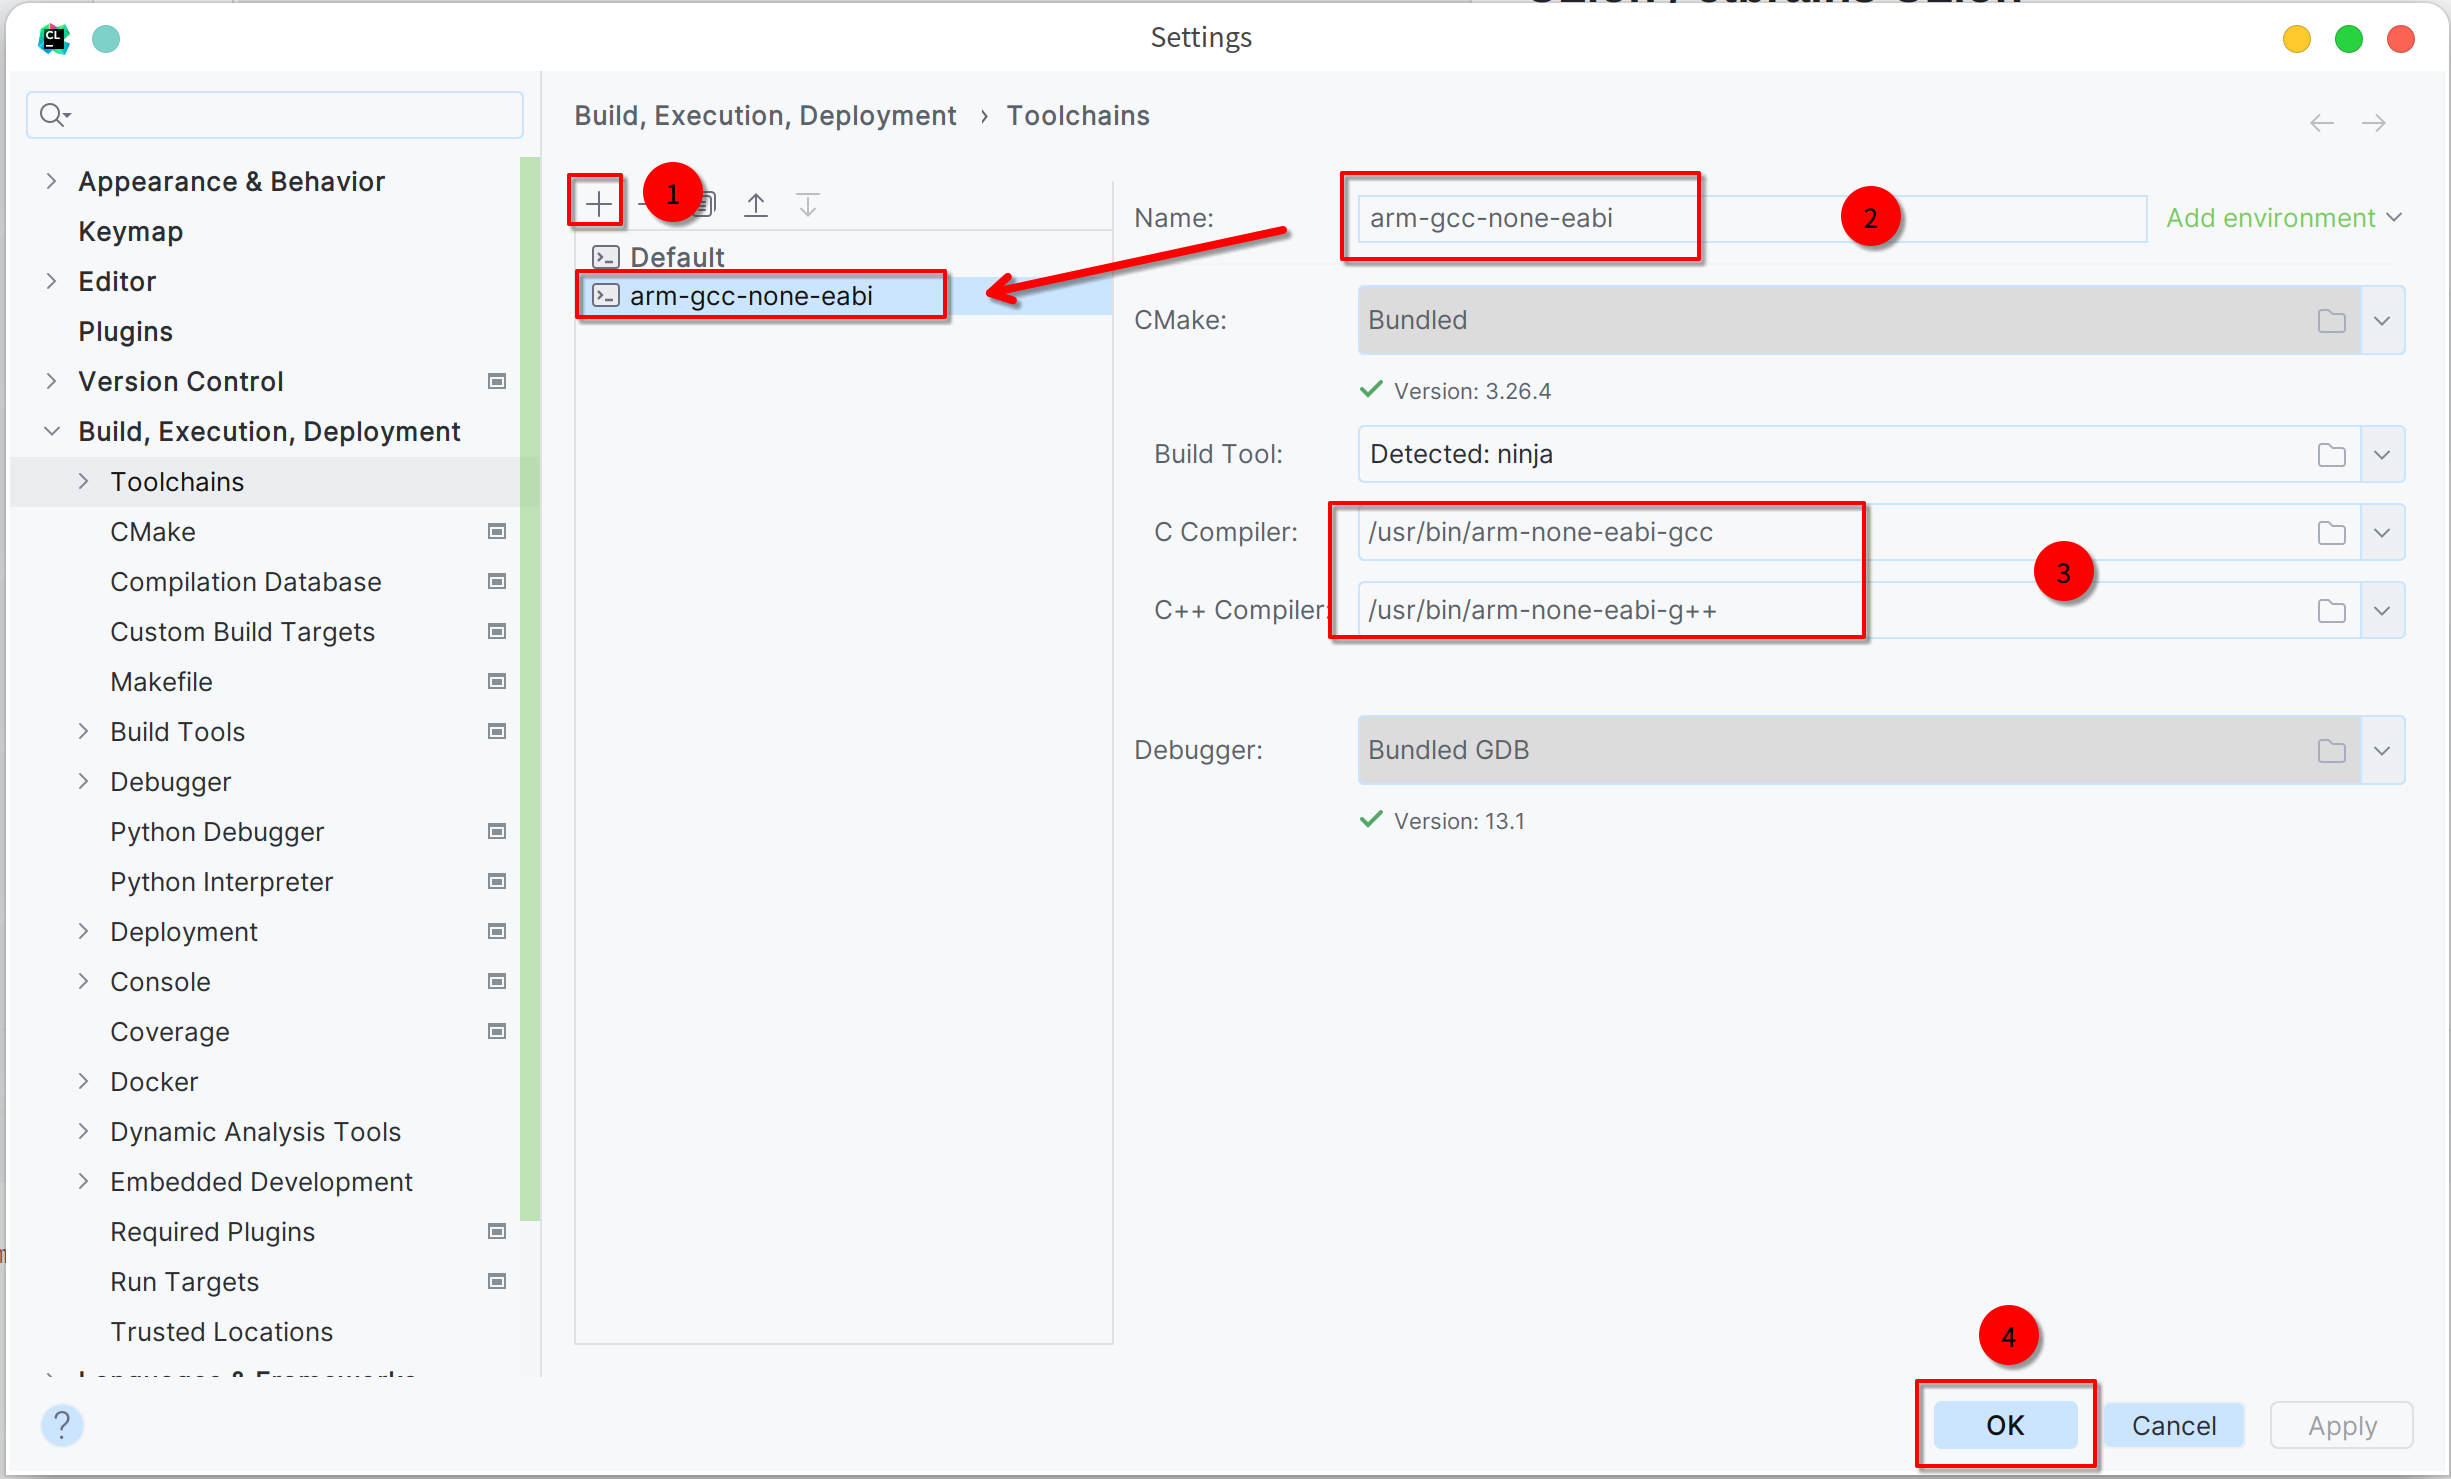 CL
Settings
Build, Execution, Deployment › Toolchains
Appearance & Behavior
Keymap
Editor
Plugins
Version Control
Build, Execution, Deployment
Toolchains
CMake
Compilation Database
Custom Build Targets
Makefile
Build Tools
Debugger
Python Debugger
Python Interpreter
Deployment
Console
Coverage
Docker
Dynamic Analysis Tools
Embedded Development
Required Plugins
Run Targets
Trusted Locations
Languages & Frameworks
1
Default
arm-gcc-none-eabi
Name: arm-gcc-none-eabi 2 Add environment
CMake: Bundled
Version: 3.26.4
Build Tool: Detected: ninja
C Compiler: /usr/bin/arm-none-eabi-gcc
3
C++ Compiler: /usr/bin/arm-none-eabi-g++
Debugger: Bundled GDB
Version: 13.1
4
? OK Cancel Apply